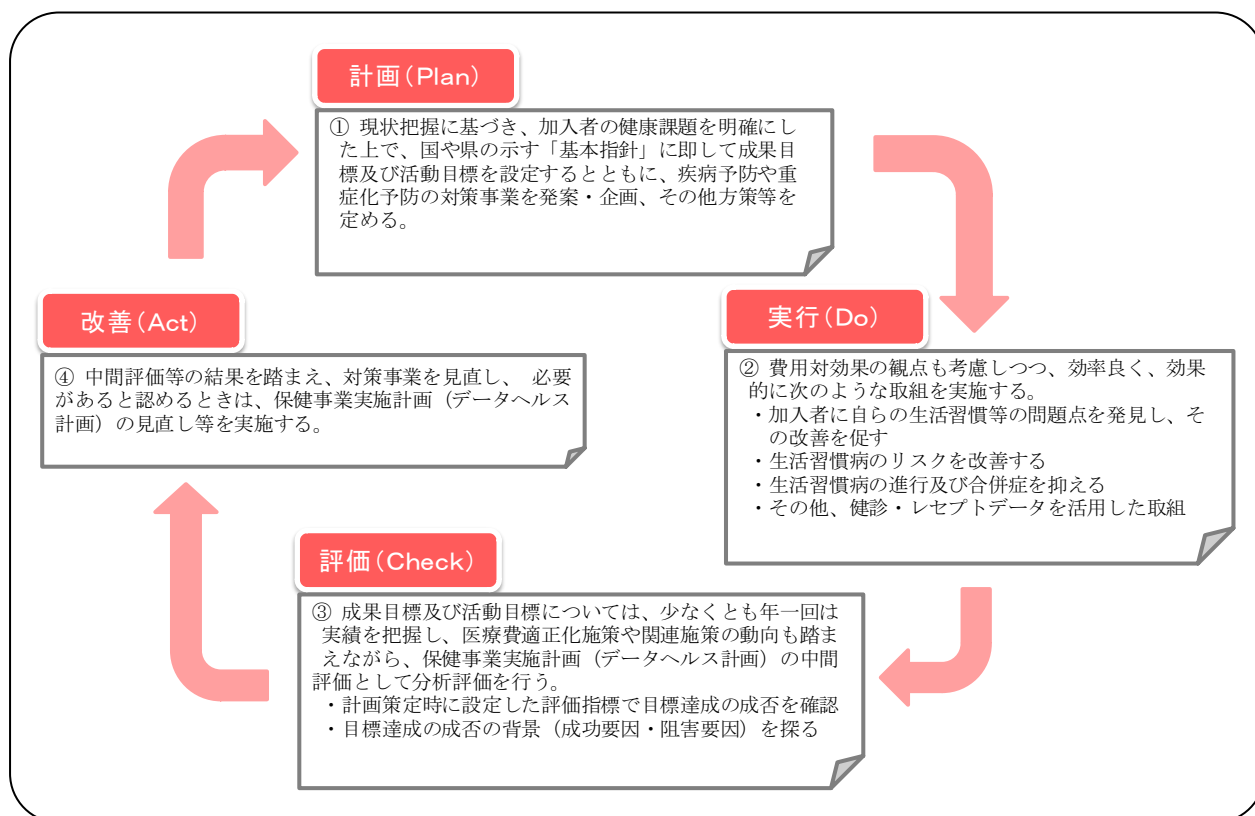 計画(Plan)
① 現状把握に基づき、加入者の健康課題を明確にし
た上で、国や県の示す「基本指針」に即して成果目
標及び活動目標を設定するとともに、疾病予防や重
症化予防の対策事業を発案・企画、その他方策等を
定める。
実行(Do)
② 費用対効果の観点も考慮しつつ、効率良く、効果
的に次のような取組を実施する。
・加入者に自らの生活習慣等の問題点を発見し、そ
の改善を促す
・生活習慣病のリスクを改善する
・生活習慣病の進行及び合併症を抑える
・その他、健診・レセプトデータを活用した取組
評価(Check)
③ 成果目標及び活動目標については、少なくとも年一回は
実績を把握し、医療費適正化施策や関連施策の動向も踏ま
えながら、保健事業実施計画（データヘルス計画）の中間
評価として分析評価を行う。
・計画策定時に設定した評価指標で目標達成の成否を確認
・目標達成の成否の背景（成功要因・阻害要因）を探る
改善(Act)
④ 中間評価等の結果を踏まえ、対策事業を見直し、 必要
があると認めるときは、保健事業実施計画（データヘルス
計画）の見直し等を実施する。